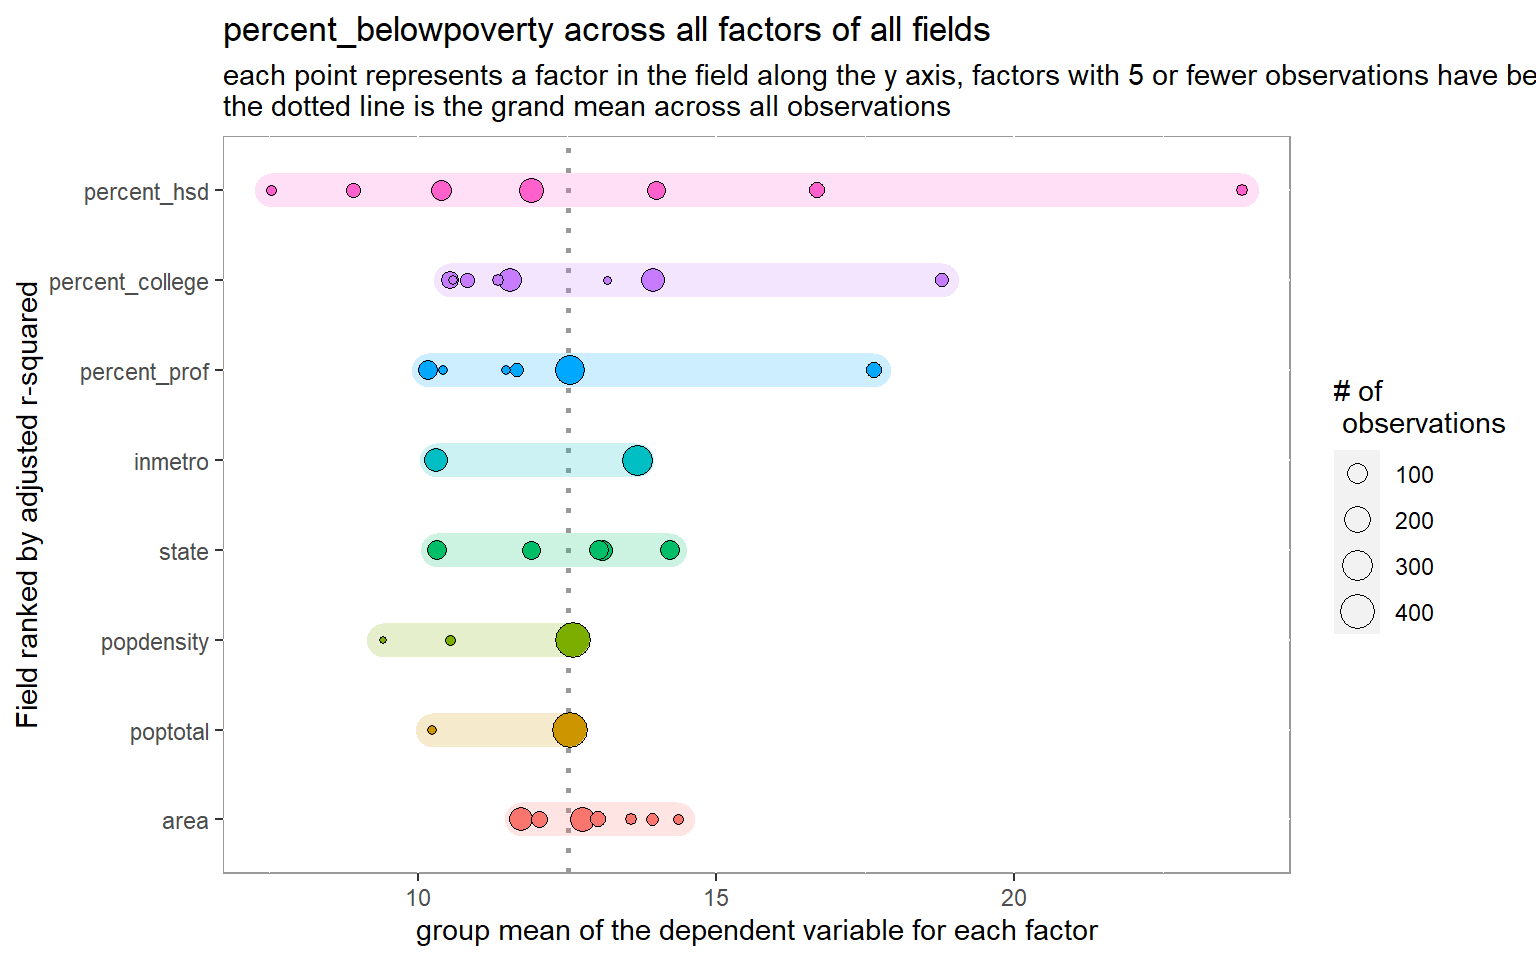 percent_belowpoverty across all factors of all fields
each point represents a factor in the field along the y axis, factors with 5 or fewer observations have be
the dotted line is the grand mean across all observations
Field ranked by adjusted r-squared
percent_hsd
percent_college
percent_prof
inmetro
state
popdensity
poptotal
area
10
15
20
group mean of the dependent variable for each factor
# of
observations
100
200
300
400